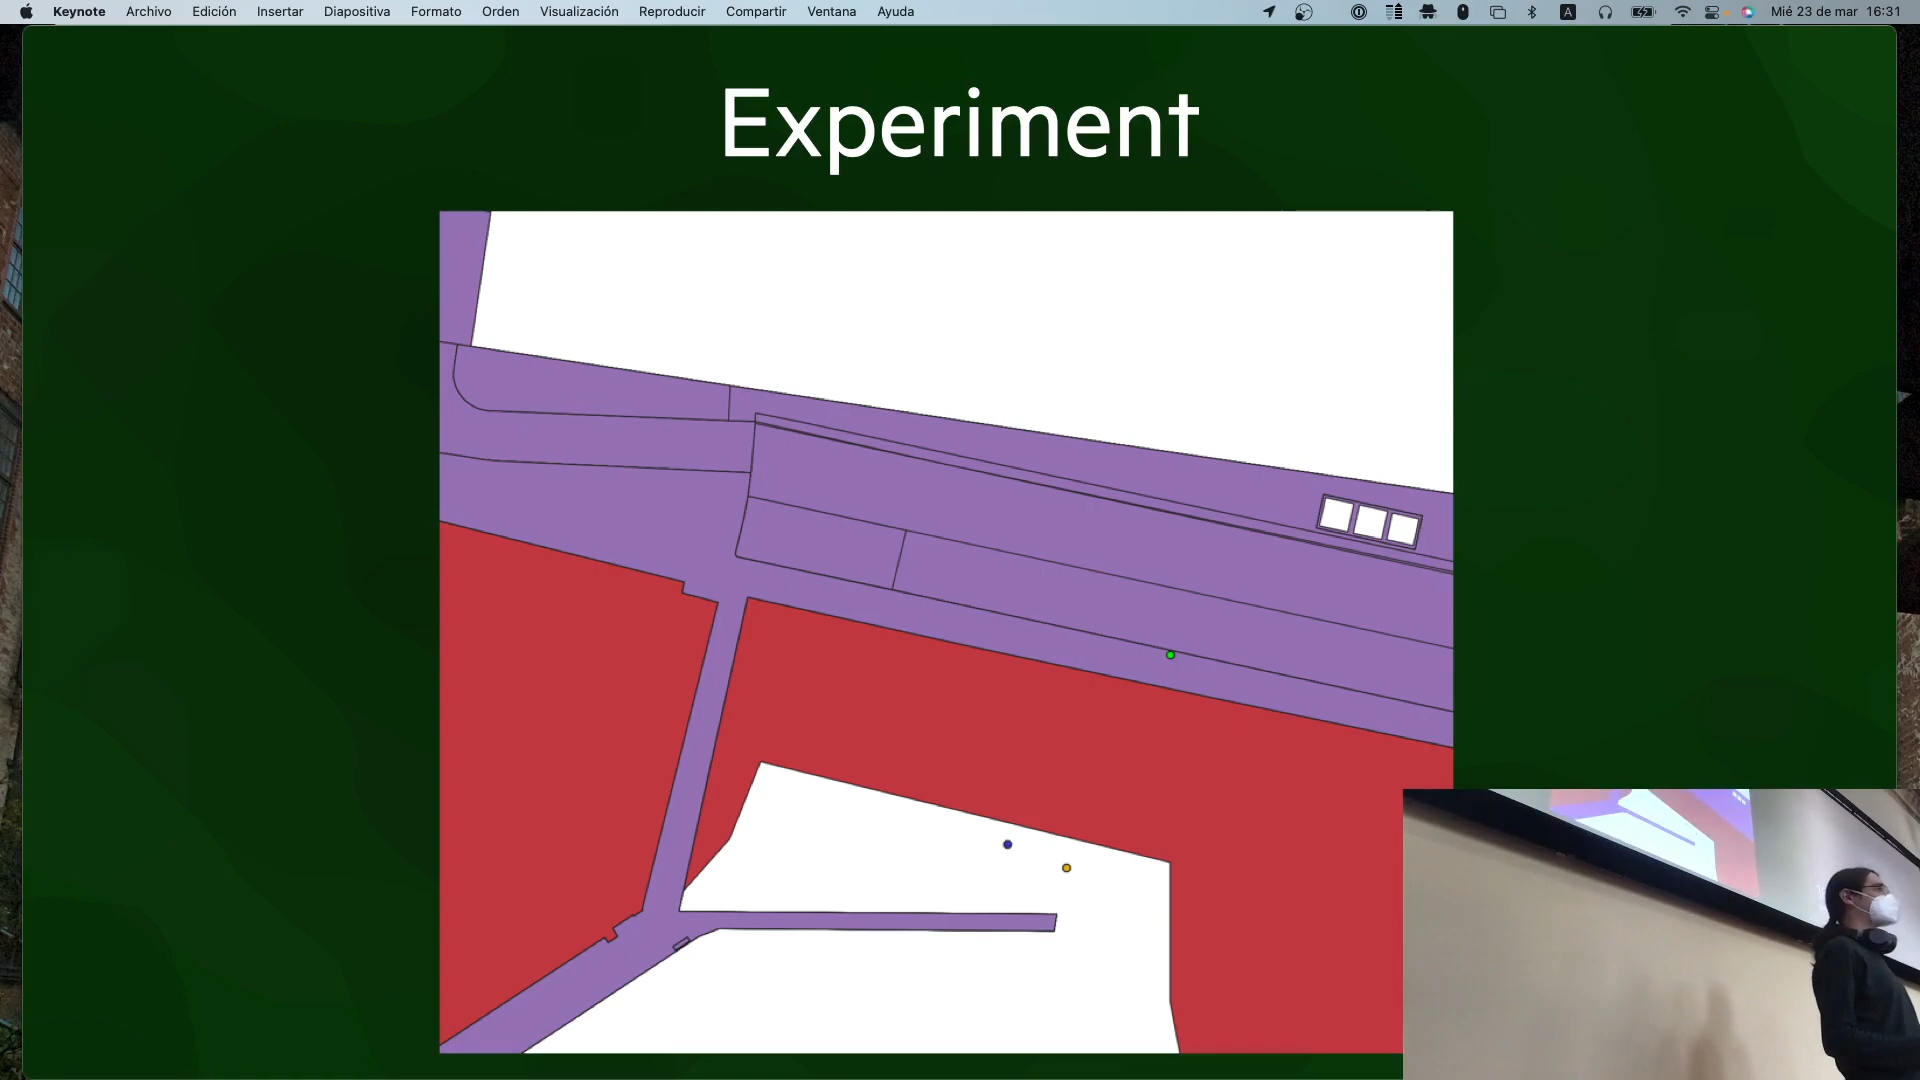 Keynote Archivo Edición Insertar Diapositiva Formato Orden Visualización Reproducir Compartir Ventana Ayuda A Mié 23 de mar 16:31
Experiment